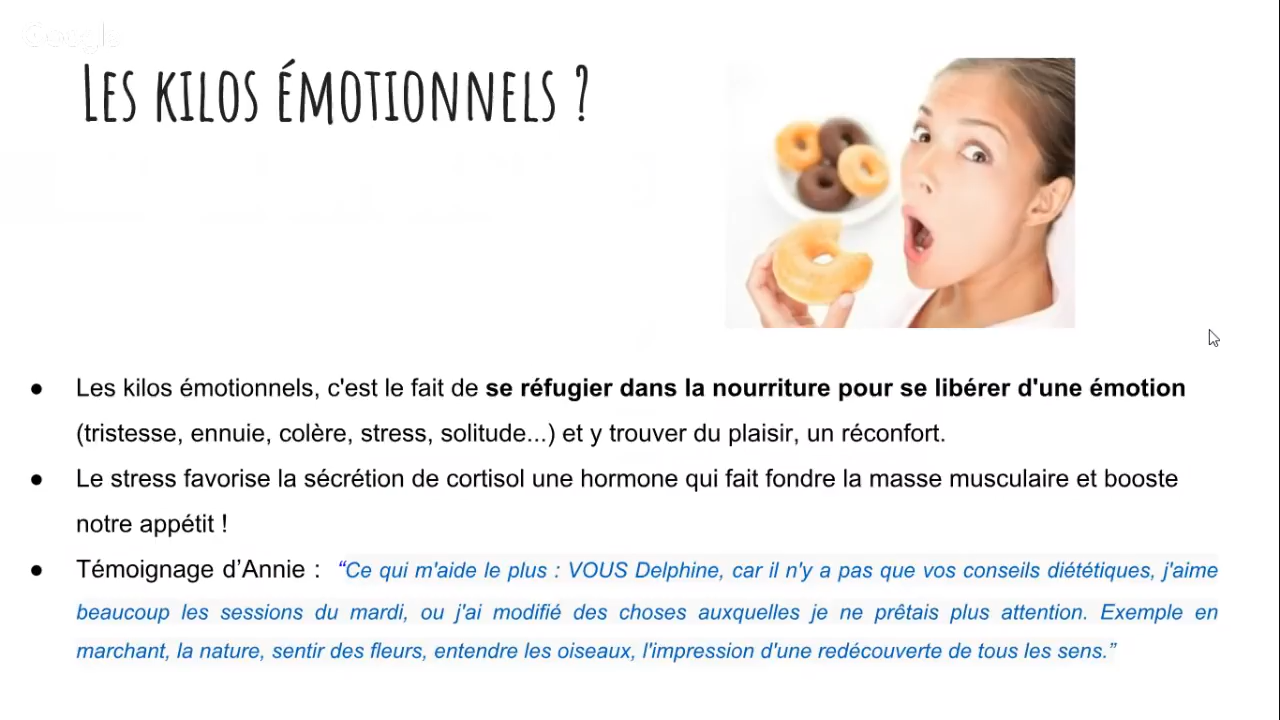 Google
Les kilos émotionnels ?
● Les kilos émotionnels, c'est le fait de se réfugier dans la nourriture pour se libérer d'une émotion
(tristesse, ennuie, colère, stress, solitude...) et y trouver du plaisir, un réconfort.
● Le stress favorise la sécrétion de cortisol une hormone qui fait fondre la masse musculaire et booste
notre appétit !
● Témoignage d’Annie : “Ce qui m'aide le plus : VOUS Delphine, car il n'y a pas que vos conseils diététiques, j'aime
beaucoup les sessions du mardi, ou j'ai modifié des choses auxquelles je ne prêtais plus attention. Exemple en
marchant, la nature, sentir des fleurs, entendre les oiseaux, l'impression d'une redécouverte de tous les sens.”